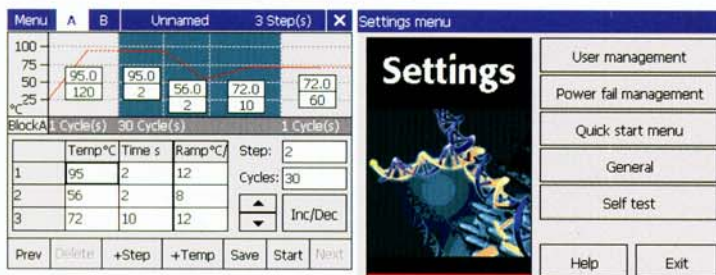 Menu A B Unnamed 3 Step(s) X
100
75
50
25
°C
95.0
120
95.0
2
56.0
2
72.0
10
72.0
60
BlockA 1 Cycle(s) 30 Cycle(s) 1 Cycle(s)
Temp°C Time s Ramp°C/
1 95 2 12
2 56 2 8
3 72 10 12
Step: 2
Cycles: 30
Inc/Dec
Prev Delete +Step +Temp Save Start Next
Settings menu
Settings
User management
Power fail management
Quick start menu
General
Self test
Help Exit